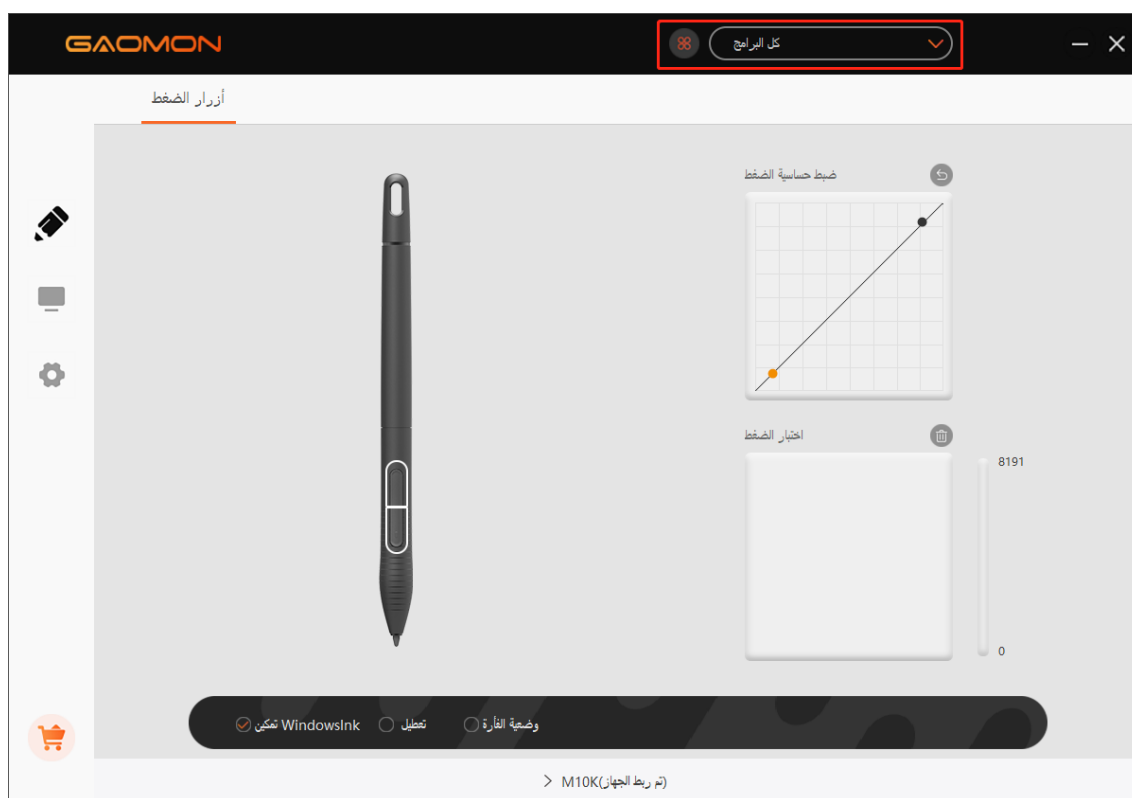 GAOMON
كل البرامج
أزرار الضغط
ضبط حساسية الضغط
اختبار الضغط
8191
0
تمكين WindowsInk
تعطيل
وضعية الفأرة
M10K(تم ربط الجهاز)